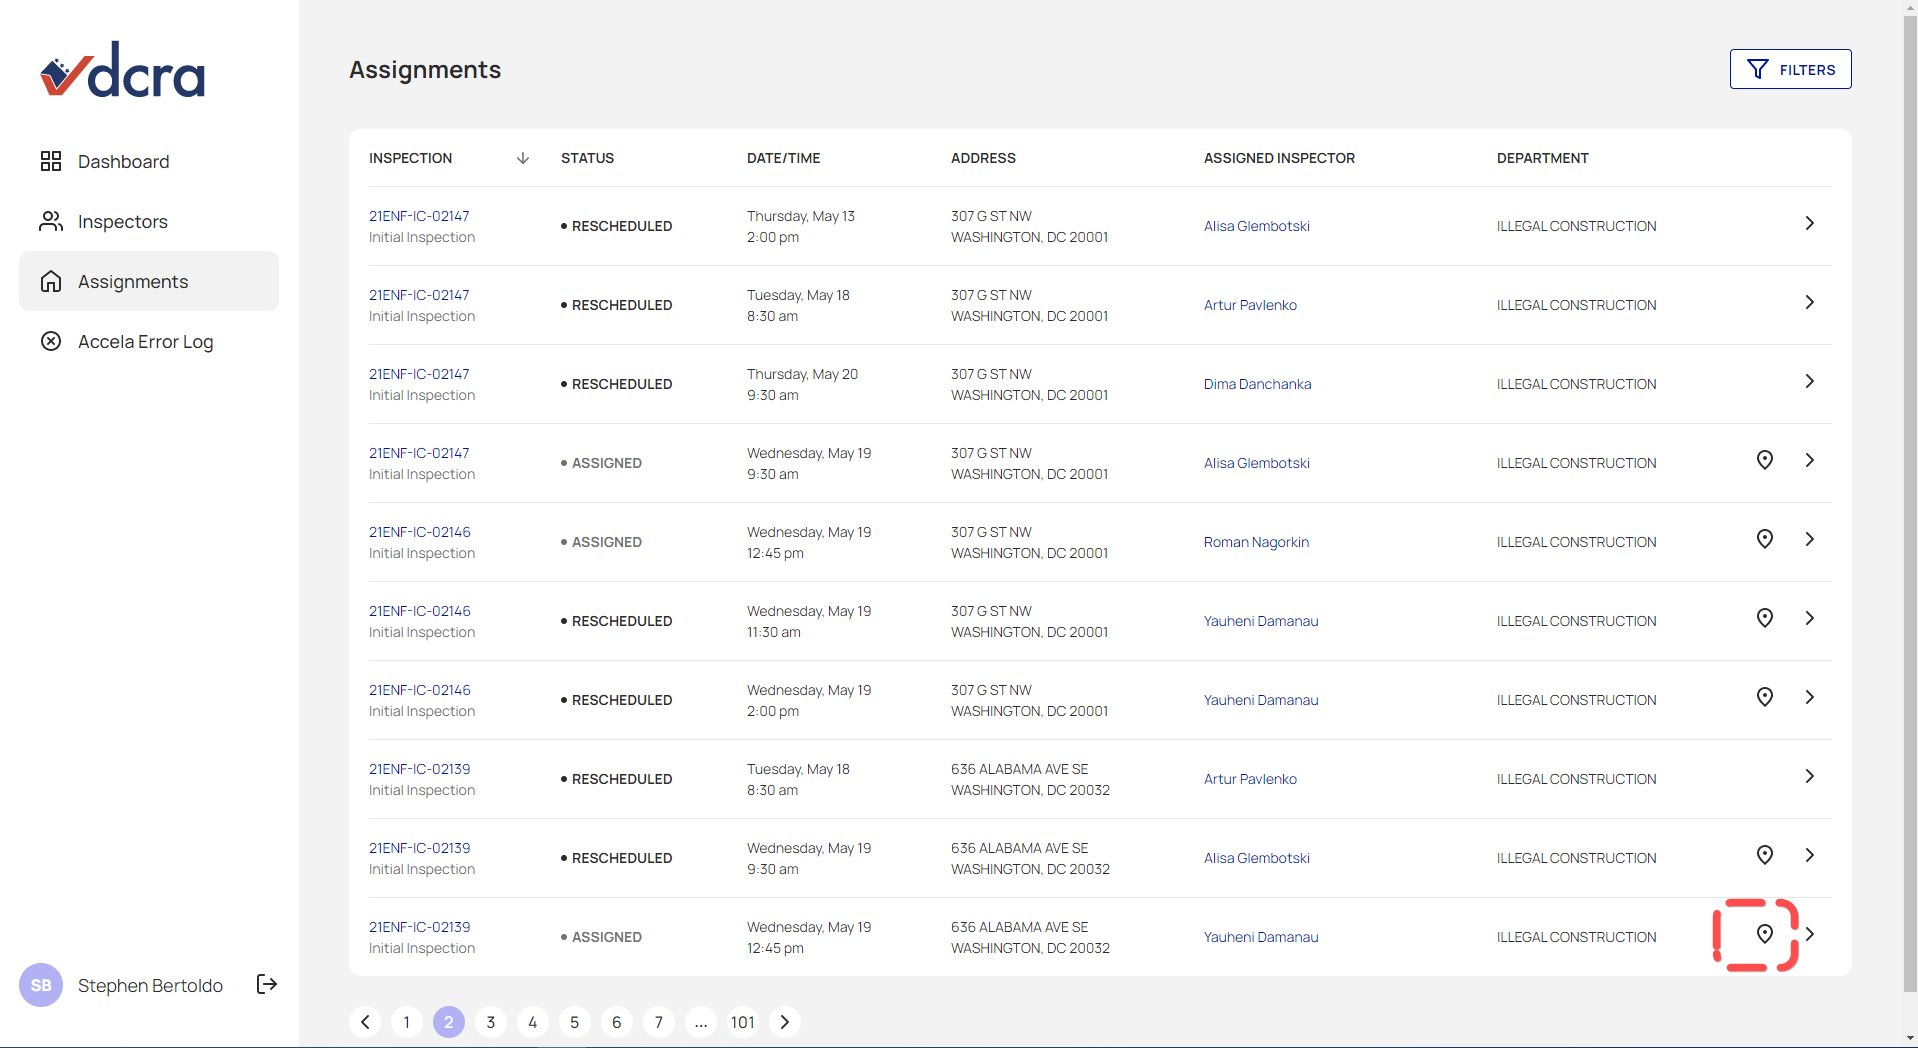 dcra
Dashboard
Inspectors
Assignments
Accela Error Log
SB Stephen Bertoldo
Assignments
FILTERS
INSPECTION STATUS DATE/TIME ADDRESS ASSIGNED INSPECTOR DEPARTMENT
21ENF-IC-02147 Thursday, May 13 307 G ST NW
• RESCHEDULED Alisa Glembotski ILLEGAL CONSTRUCTION
Initial Inspection 2:00 pm WASHINGTON, DC 20001
21ENF-IC-02147 Tuesday, May 18 307 G ST NW
• RESCHEDULED Artur Pavlenko ILLEGAL CONSTRUCTION
Initial Inspection 8:30 am WASHINGTON, DC 20001
21ENF-IC-02147 Thursday, May 20 307 G ST NW
• RESCHEDULED Dima Danchanka ILLEGAL CONSTRUCTION
Initial Inspection 9:30 am WASHINGTON, DC 20001
21ENF-IC-02147 Wednesday, May 19 307 G ST NW
• ASSIGNED Alisa Glembotski ILLEGAL CONSTRUCTION
Initial Inspection 9:30 am WASHINGTON, DC 20001
21ENF-IC-02146 Wednesday, May 19 307 G ST NW
• ASSIGNED Roman Nagorkin ILLEGAL CONSTRUCTION
Initial Inspection 12:45 pm WASHINGTON, DC 20001
21ENF-IC-02146 Wednesday, May 19 307 G ST NW
• RESCHEDULED Yauheni Damanau ILLEGAL CONSTRUCTION
Initial Inspection 11:30 am WASHINGTON, DC 20001
21ENF-IC-02146 Wednesday, May 19 307 G ST NW
• RESCHEDULED Yauheni Damanau ILLEGAL CONSTRUCTION
Initial Inspection 2:00 pm WASHINGTON, DC 20001
21ENF-IC-02139 Tuesday, May 18 636 ALABAMA AVE SE
• RESCHEDULED Artur Pavlenko ILLEGAL CONSTRUCTION
Initial Inspection 8:30 am WASHINGTON, DC 20032
21ENF-IC-02139 Wednesday, May 19 636 ALABAMA AVE SE
• RESCHEDULED Alisa Glembotski ILLEGAL CONSTRUCTION
Initial Inspection 9:30 am WASHINGTON, DC 20032
21ENF-IC-02139 Wednesday, May 19 636 ALABAMA AVE SE
• ASSIGNED Yauheni Damanau ILLEGAL CONSTRUCTION
Initial Inspection 12:45 pm WASHINGTON, DC 20032
1 2 3 4 5 6 7 ... 101